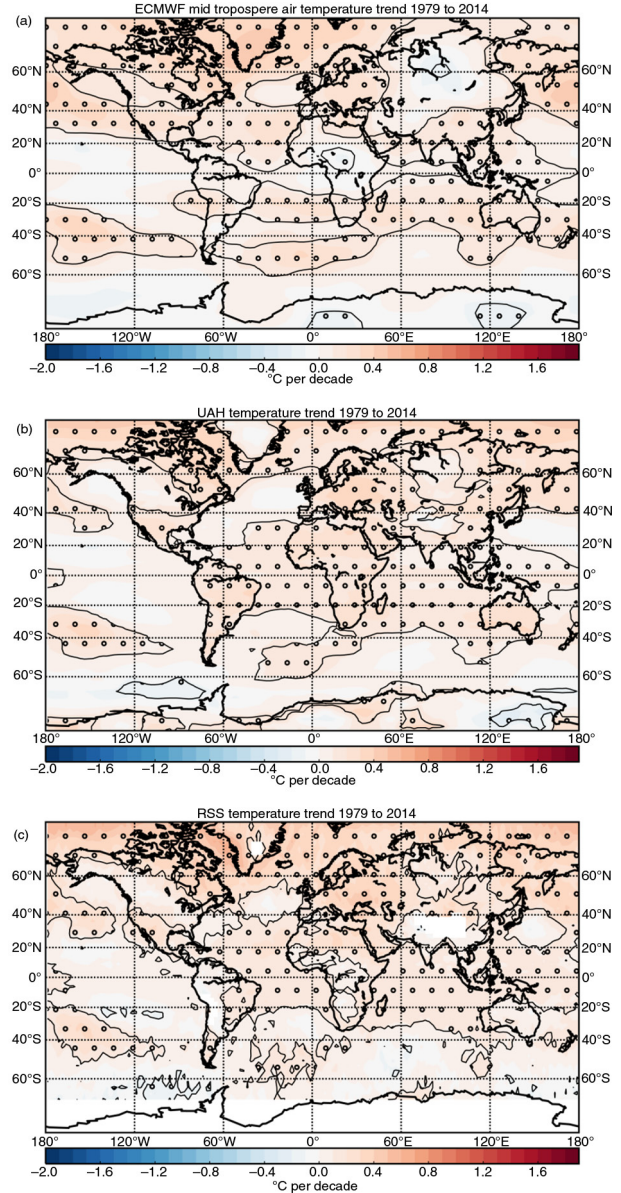 ECMWF mid tropospere air temperature trend 1979 to 2014
(a)
60°N 60°N
40°N 40°N
20°N 20°N
0° 0°
20°S 20°S
40°S 40°S
60°S 60°S
180° 120°W 60°W 0° 60°E 120°E 180°
−2.0 −1.6 −1.2 −0.8 −0.4 0.0 0.4 0.8 1.2 1.6
°C per decade
UAH temperature trend 1979 to 2014
(b)
60°N 60°N
40°N 40°N
20°N 20°N
0° 0°
20°S 20°S
40°S 40°S
60°S 60°S
180° 120°W 60°W 0° 60°E 120°E 180°
−2.0 −1.6 −1.2 −0.8 −0.4 0.0 0.4 0.8 1.2 1.6
°C per decade
RSS temperature trend 1979 to 2014
(c)
60°N 60°N
40°N 40°N
20°N 20°N
0° 0°
20°S 20°S
40°S 40°S
60°S 60°S
180° 120°W 60°W 0° 60°E 120°E 180°
−2.0 −1.6 −1.2 −0.8 −0.4 0.0 0.4 0.8 1.2 1.6
°C per decade